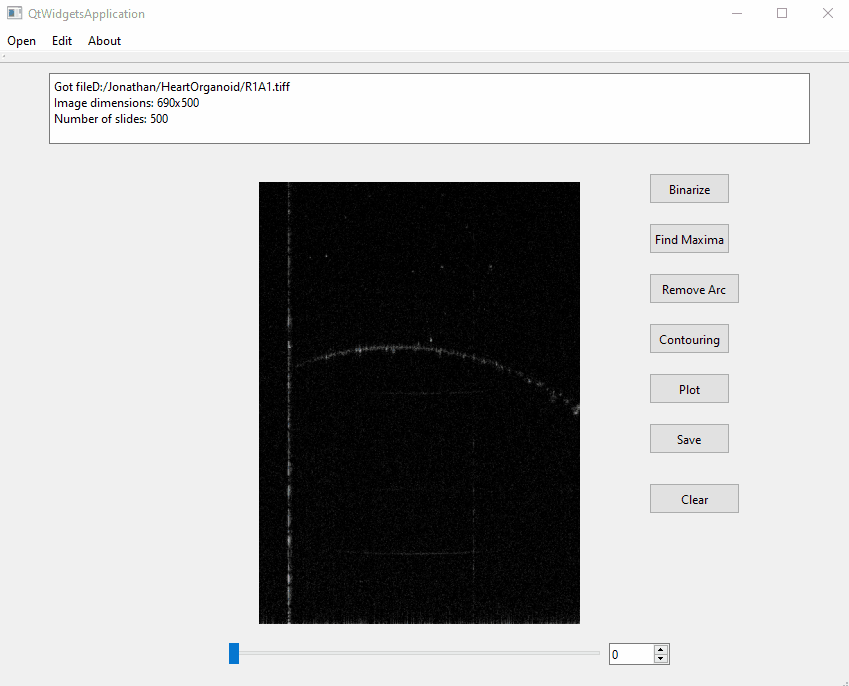 QtWidgetsApplication
Open Edit About
Got fileD:/Jonathan/HeartOrganoid/R1A1.tiff
Image dimensions: 690x500
Number of slides: 500
Binarize
Find Maxima
Remove Arc
Contouring
Plot
Save
Clear
0